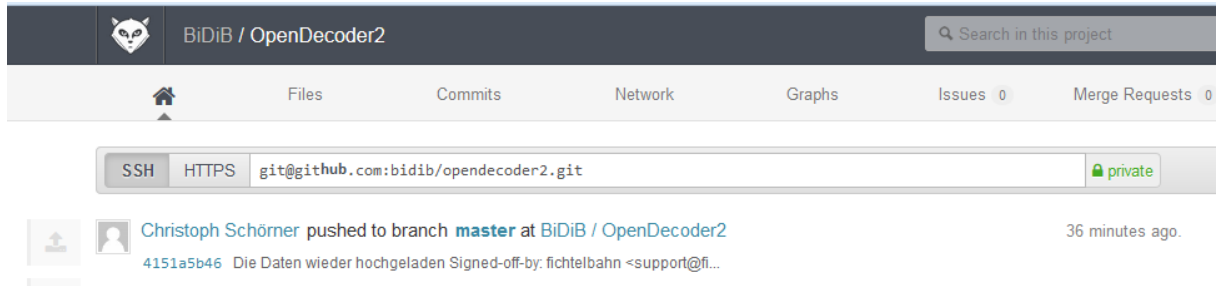 BiDiB / OpenDecoder2
Search in this project
Files Commits Network Graphs Issues 0 Merge Requests 0
SSH HTTPS git@github.com:bidib/opendecoder2.git private
Christoph Schörner pushed to branch master at BiDiB / OpenDecoder2 36 minutes ago.
4151a5b46 Die Daten wieder hochgeladen Signed-off-by: fichtelbahn <support@fi...